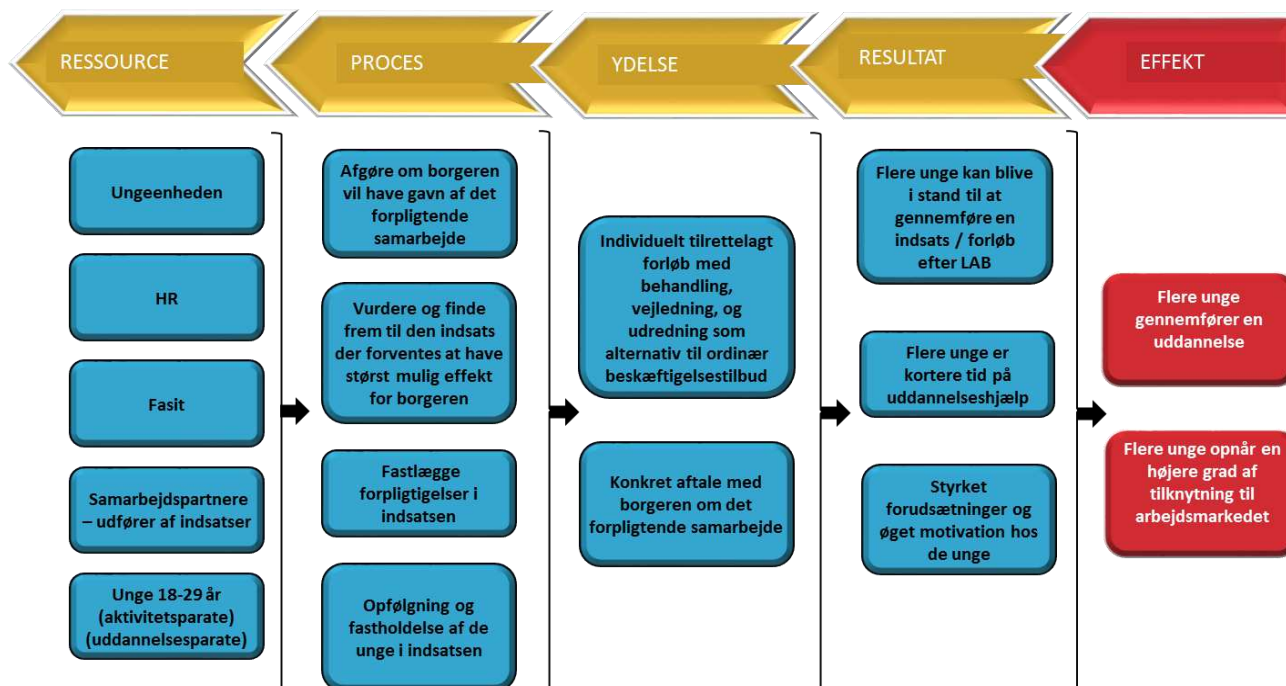 RESSOURCE
PROCES
YDELSE
RESULTAT
EFFEKT
Ungeenheden
HR
Fasit
Samarbejdspartnere
– udfører af indsatser
Unge 18-29 år
(aktivitetsparate)
(uddannelsesparate)
Afgøre om borgeren
vil have gavn af det
forpligtende
samarbejde
Vurdere og finde
frem til den indsats
der forventes at have
størst mulig effekt
for borgeren
Fastlægge
forpligtigelser i
indsatsen
Opfølgning og
fastholdelse af de
unge i indsatsen
Individuelt tilrettelagt
forløb med
behandling,
vejledning, og
udredning som
alternativ til ordinær
beskæftigelsestilbud
Konkret aftale med
borgeren om det
forpligtende samarbejde
Flere unge kan blive
i stand til at
gennemføre en
indsats / forløb
efter LAB
Flere unge er
kortere tid på
uddannelseshjælp
Styrket
forudsætninger og
øget motivation hos
de unge
Flere unge
gennemfører en
uddannelse
Flere unge opnår en
højere grad af
tilknytning til
arbejdsmarkedet